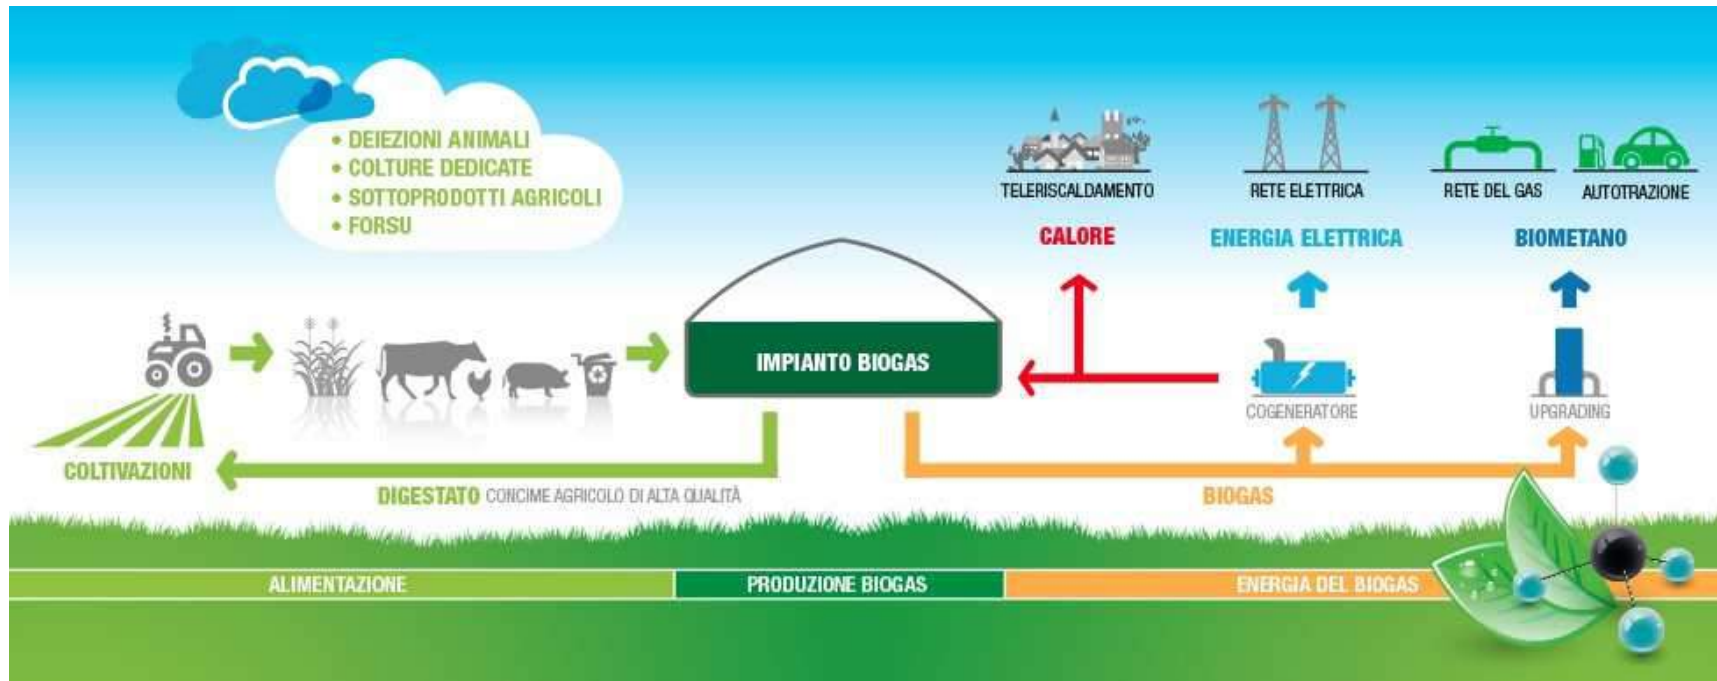 • DEIEZIONI ANIMALI
• COLTURE DEDICATE
• SOTTOPRODOTTI AGRICOLI
• FORSU
TELERISCALDAMENTO
RETE ELETTRICA
RETE DEL GAS
AUTOTRAZIONE
CALORE
ENERGIA ELETTRICA
BIOMETANO
IMPIANTO BIOGAS
COGENERATORE
UPGRADING
COLTIVAZIONI
DIGESTATO CONCIME AGRICOLO DI ALTA QUALITÀ
BIOGAS
ALIMENTAZIONE
PRODUZIONE BIOGAS
ENERGIA DEL BIOGAS